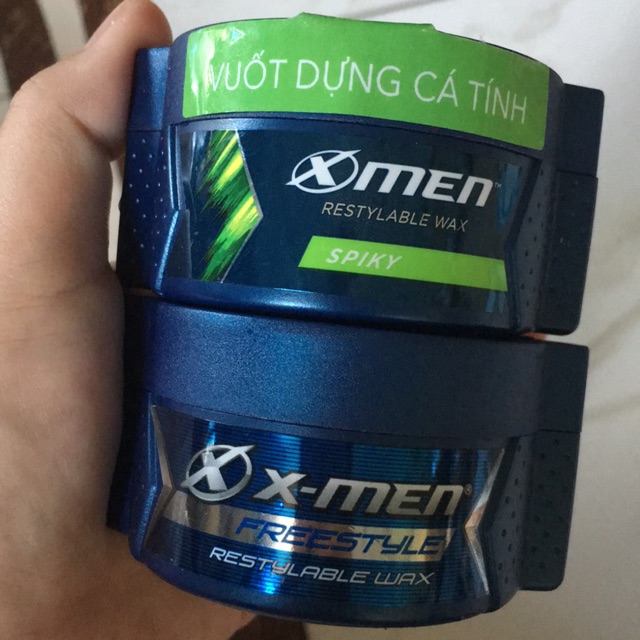 VUỐT DỰNG CÁ TÍNH
XMEN
RESTYLABLE WAX
SPIKY
X X-MEN®
FREESTYLE
RESTYLABLE WAX